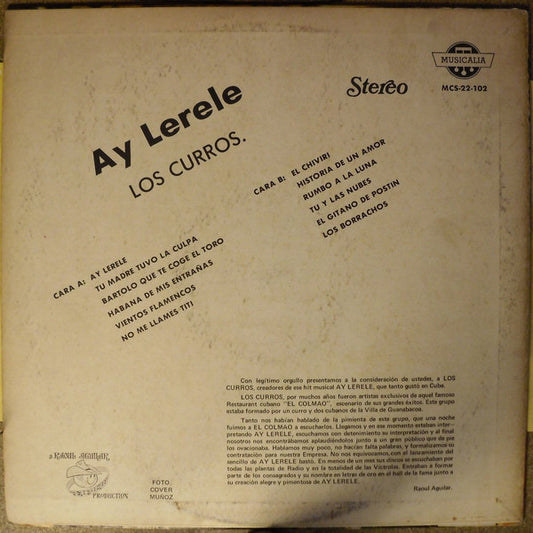 MUSICALIA
MCS-22-102
Stereo
Ay Lerele
LOS CURROS.
CARA A: AY LERELE
TU MADRE TUVO LA CULPA
BARTOLO QUE TE COGE EL TORO
HABANA DE MIS ENTRAÑAS
VIENTOS FLAMENCOS
NO ME LLAMES TITI
CARA B: EL CHIVIRI
HISTORIA DE UN AMOR
RUMBO A LA LUNA
TU Y LAS NUBES
EL GITANO DE POSTIN
LOS BORRACHOS
Con legítimo orgullo presentamos a la consideración de ustedes, a LOS
CURROS, creadores de ese hit musical AY LERELE, que tanto gustó en Cuba.
LOS CURROS, por muchos años fueron artistas exclusivos de aquel famoso
Restaurant cubano "EL COLMAO", escenario de sus grandes éxitos. Este grupo
estaba formado por un curro y dos cubanos de la Villa de Guanabacoa.
Tanto nos habían hablado de la pimienta de este grupo, que una noche
fuimos a EL COLMAO a escucharlos. Llegamos y en ese momento estaban inter-
pretando AY LERELE, escuchamos con detenimiento su interpretación y al final
nosotros nos encontrábamos aplaudiéndolos junto a un gran público que de pie
los ovacionaba. Hablamos muy poco, no hacían falta palabras, y formalizamos su
contratación para nuestra Empresa. No nos equivocamos, con el lanzamiento del
sencillo de AY LERELE bastó. En menos de un mes sus discos se escuchaban por
todas las plantas de Radio y en la totalidad de las Victrolas. Entraban a formar
parte de los consagrados y su nombre en letras de oro en el hall de la fama junto a
su creación alegre y pimentosa de AY LERELE.
Raoul Aguilar.
a RAOUL AGUILAR
PRODUCTION
FOTO.
COVER
MUÑOZ